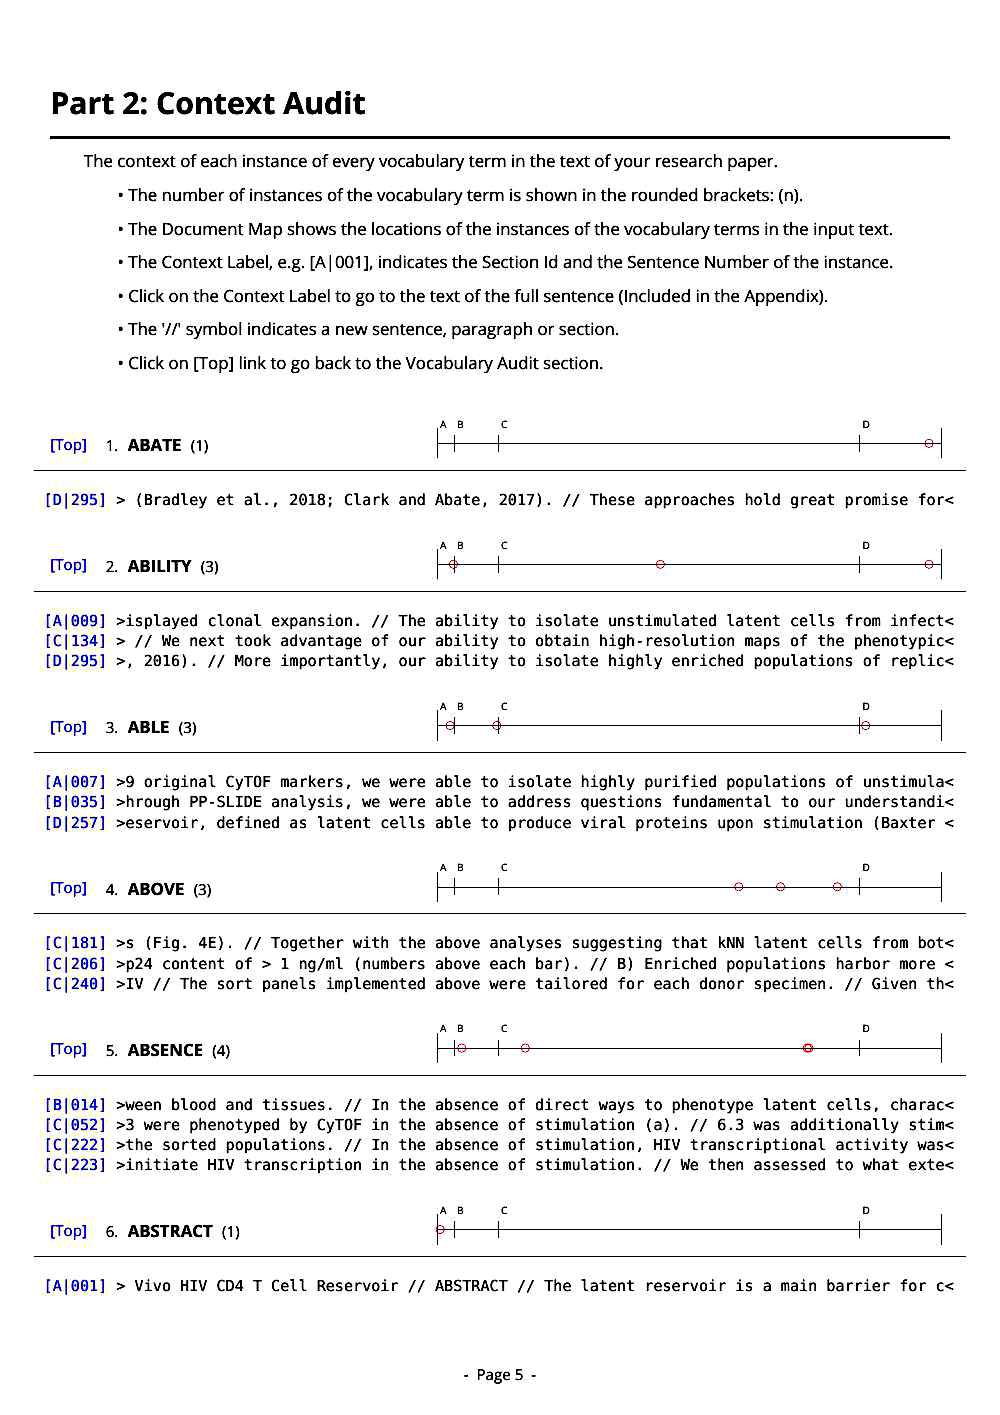 Part 2: Context Audit
The context of each instance of every vocabulary term in the text of your research paper.
• The number of instances of the vocabulary term is shown in the rounded brackets: (n).
• The Document Map shows the locations of the instances of the vocabulary terms in the input text.
• The Context Label, e.g. [A|001], indicates the Section Id and the Sentence Number of the instance.
• Click on the Context Label to go to the text of the full sentence (Included in the Appendix).
• The '//' symbol indicates a new sentence, paragraph or section.
• Click on [Top] link to go back to the Vocabulary Audit section.
A B C D
[Top] 1. ABATE (1)
[D|295] > (Bradley et al., 2018; Clark and Abate, 2017). // These approaches hold great promise for<
A B C D
[Top] 2. ABILITY (3)
[A|009] >isplayed clonal expansion. // The ability to isolate unstimulated latent cells from infect<
[C|134] > // We next took advantage of our ability to obtain high-resolution maps of the phenotypic<
[D|295] >, 2016). // More importantly, our ability to isolate highly enriched populations of replic<
A B C D
[Top] 3. ABLE (3)
[A|007] >9 original CyTOF markers, we were able to isolate highly purified populations of unstimula<
[B|035] >hrough PP-SLIDE analysis, we were able to address questions fundamental to our understandi<
[D|257] >eservoir, defined as latent cells able to produce viral proteins upon stimulation (Baxter <
A B C D
[Top] 4. ABOVE (3)
[C|181] >s (Fig. 4E). // Together with the above analyses suggesting that kNN latent cells from bot<
[C|206] >p24 content of > 1 ng/ml (numbers above each bar). // B) Enriched populations harbor more <
[C|240] >IV // The sort panels implemented above were tailored for each donor specimen. // Given th<
A B C D
[Top] 5. ABSENCE (4)
[B|014] >ween blood and tissues. // In the absence of direct ways to phenotype latent cells, charac<
[C|052] >3 were phenotyped by CyTOF in the absence of stimulation (a). // 6.3 was additionally stim<
[C|222] >the sorted populations. // In the absence of stimulation, HIV transcriptional activity was<
[C|223] >initiate HIV transcription in the absence of stimulation. // We then assessed to what exte<
A B C D
[Top] 6. ABSTRACT (1)
[A|001] > Vivo HIV CD4 T Cell Reservoir // ABSTRACT // The latent reservoir is a main barrier for c<
- Page 5 -